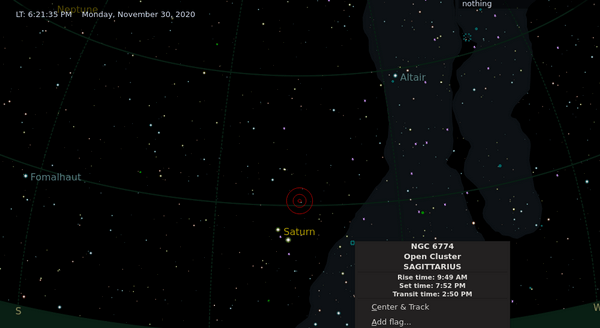 nothing
Neptune
LT: 6:21:35 PM Monday, November 30, 2020
Altair
Fomalhaut
Saturn
NGC 6774
Open Cluster
SAGITTARIUS
Rise time: 9:49 AM
Set time: 7:52 PM
Transit time: 2:50 PM
Center & Track
Add flag...
S
W